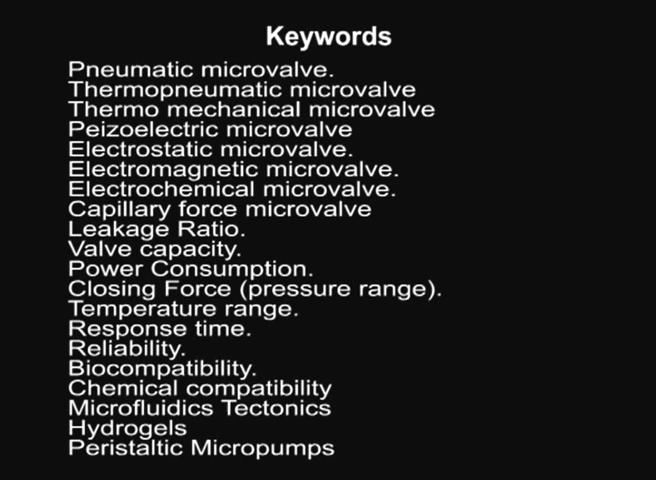 Keywords
Pneumatic microvalve.
Thermopneumatic microvalve
Thermo mechanical microvalve
Peizoelectric microvalve
Electrostatic microvalve.
Electromagnetic microvalve.
Electrochemical microvalve.
Capillary force microvalve
Leakage Ratio.
Valve capacity.
Power Consumption.
Closing Force (pressure range).
Temperature range.
Response time.
Reliability.
Biocompatibility.
Chemical compatibility
Microfluidics Tectonics
Hydrogels
Peristaltic Micropumps